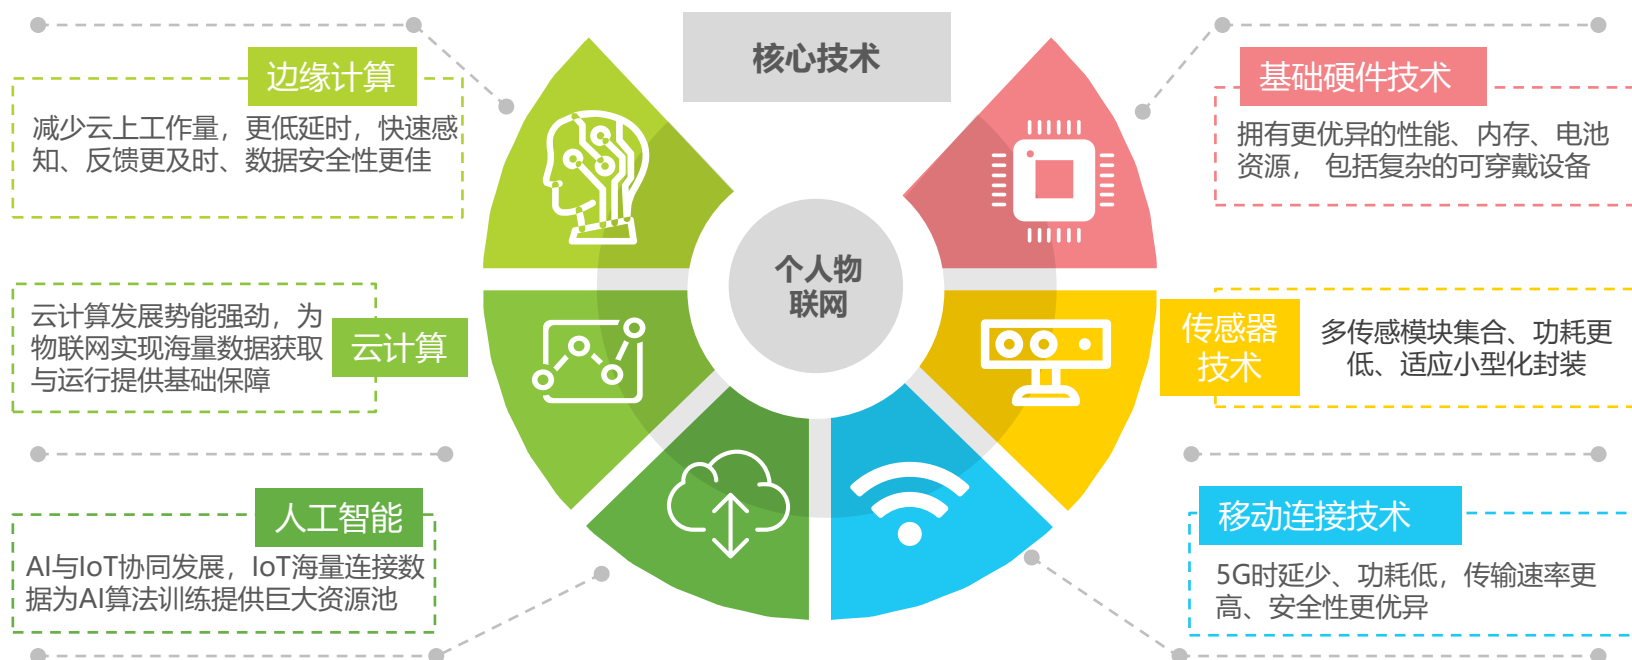 核心技术
个人物
联网
边缘计算
减少云上工作量，更低延时，快速感
知、反馈更及时、数据安全性更佳
云计算
云计算发展势能强劲，为
物联网实现海量数据获取
与运行提供基础保障
人工智能
AI与IoT协同发展，IoT海量连接数
据为AI算法训练提供巨大资源池
基础硬件技术
拥有更优异的性能、内存、电池
资源， 包括复杂的可穿戴设备
传感器
技术
多传感模块集合、功耗更
低、适应小型化封装
移动连接技术
5G时延少、功耗低，传输速率更
高、安全性更优异